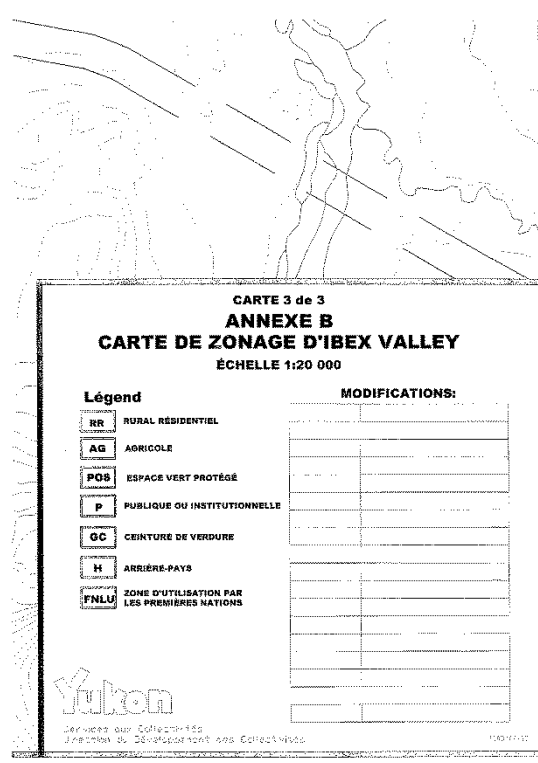 CARTE 3 de 3
ANNEXE B
CARTE DE ZONAGE D'IBEX VALLEY
ÉCHELLE 1:20 000
Légend
RR RURAL RÉSIDENTIEL
AG AGRICOLE
POS ESPACE VERT PROTÉGÉ
P PUBLIQUE OU INSTITUTIONNELLE
GC CEINTURE DE VERDURE
H ARRIÈRE-PAYS
FNLU ZONE D'UTILISATION PAR
LES PREMIÈRES NATIONS
MODIFICATIONS:
Yukon
Services aux Collectivités
Direction du Développement des Collectivités